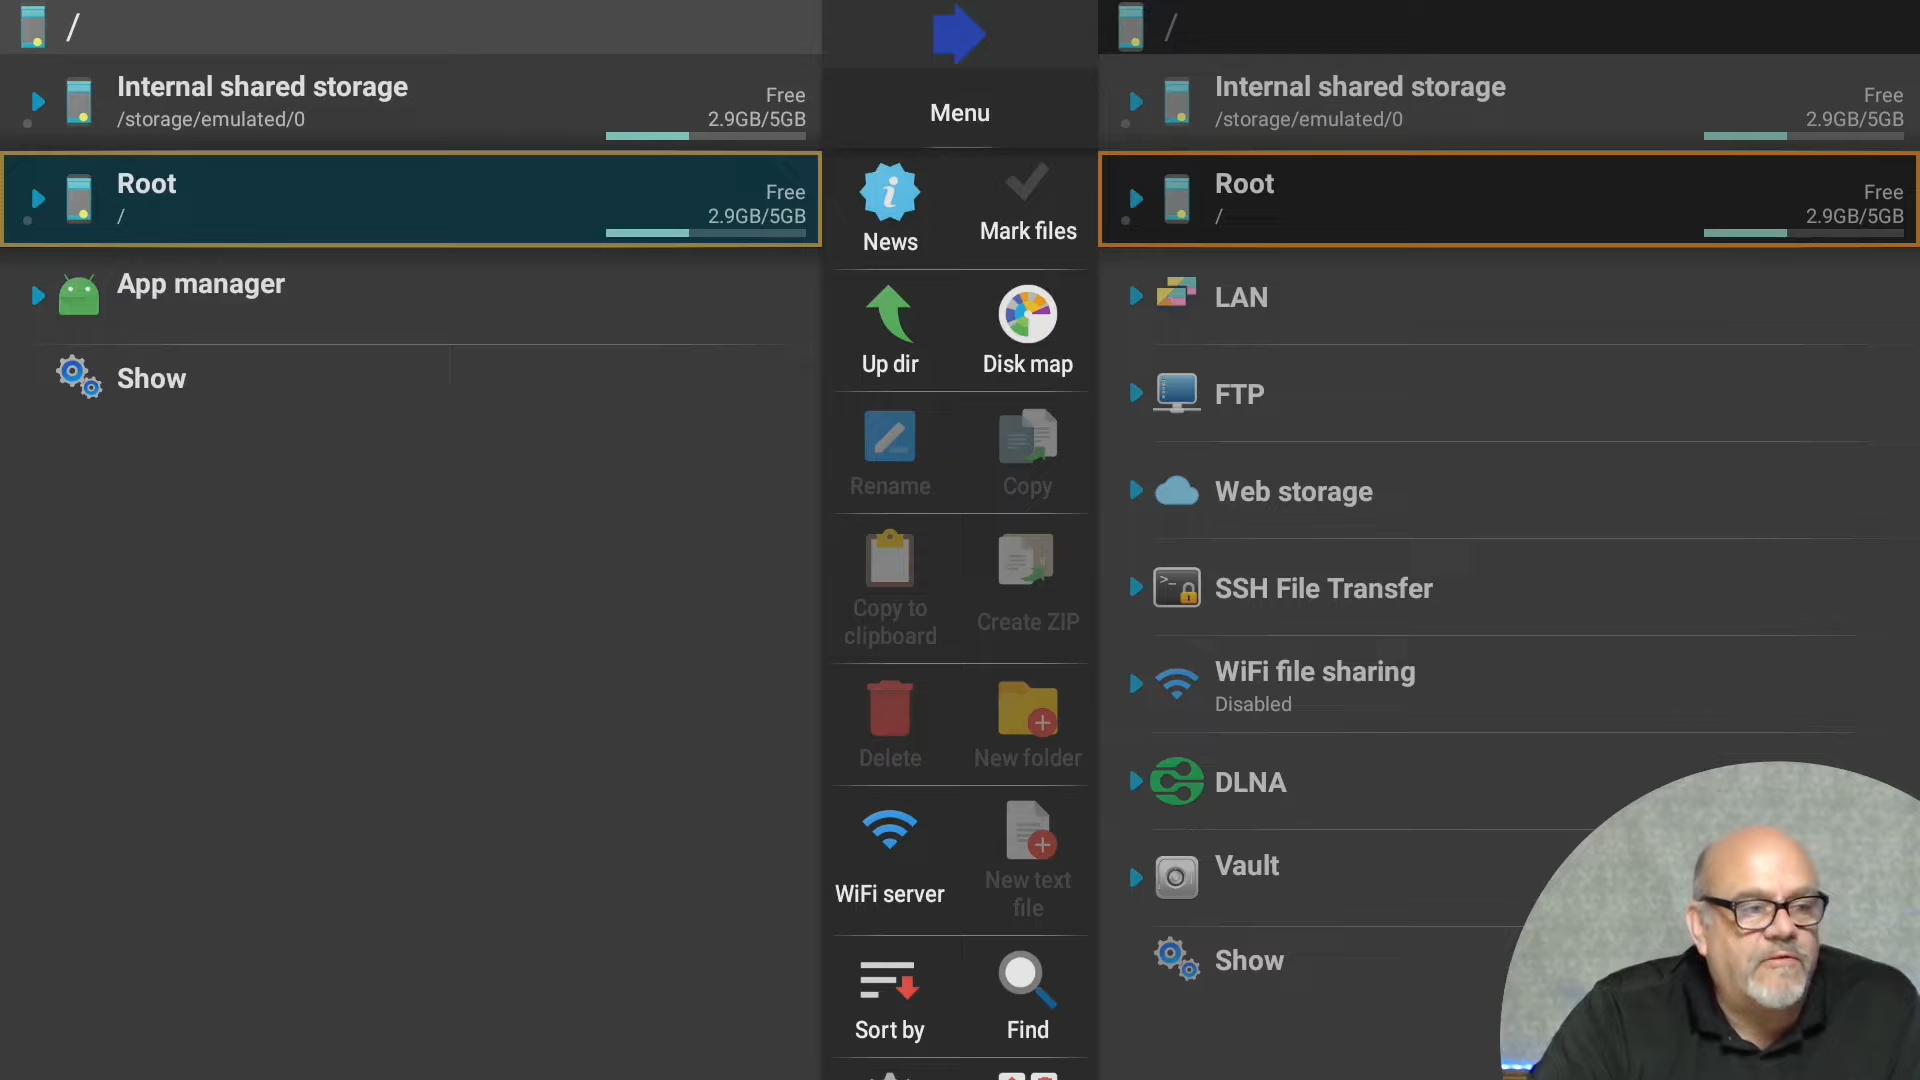 /
Internal shared storage
/storage/emulated/0
Free
2.9GB/5GB
Root
/
Free
2.9GB/5GB
App manager
Show
Menu
News
Mark files
Up dir
Disk map
Rename
Copy
Copy to
clipboard
Create ZIP
Delete
New folder
WiFi server
New text
file
Sort by
Find
/
Internal shared storage
/storage/emulated/0
Free
2.9GB/5GB
Root
/
Free
2.9GB/5GB
LAN
FTP
Web storage
SSH File Transfer
WiFi file sharing
Disabled
DLNA
Vault
Show